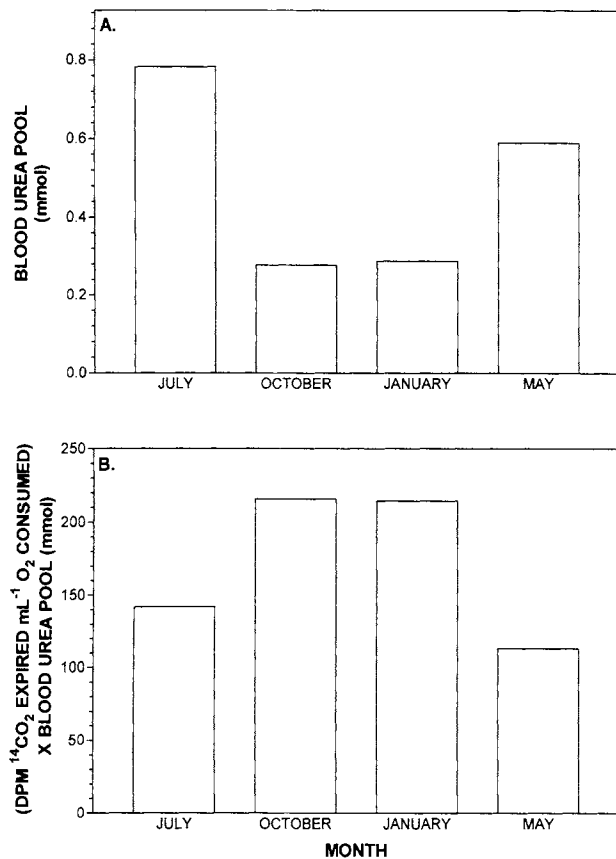 A.
BLOOD UREA POOL
(mmol)
0.8
0.6
0.4
0.2
0.0
JULY OCTOBER JANUARY MAY
B.
(DPM ¹⁴CO₂ EXPIRED mL⁻¹ O₂ CONSUMED)
X BLOOD UREA POOL (mmol)
250
200
150
100
50
0
JULY OCTOBER JANUARY MAY
MONTH